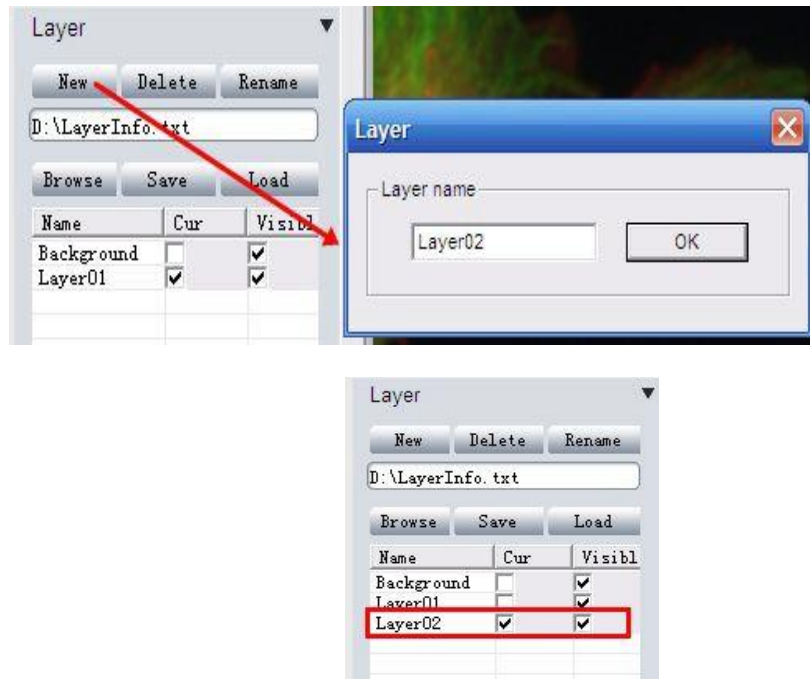 Layer
New Delete Rename
D:\LayerInfo.txt
Browse Save Load
Name Cur Visibl
Background
Layer01
Layer
Layer name
Layer02 OK
Layer
New Delete Rename
D:\LayerInfo.txt
Browse Save Load
Name Cur Visibl
Background
Layer01
Layer02